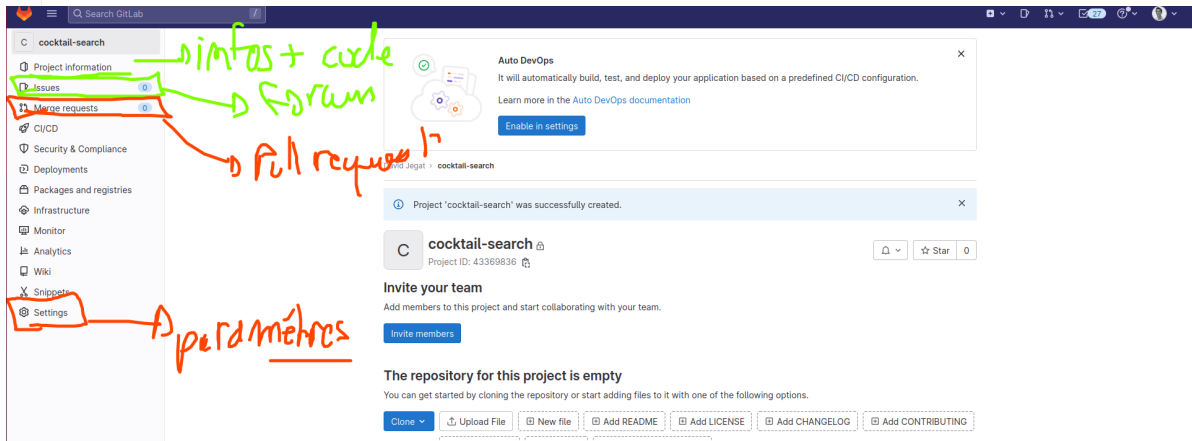 Search GitLab
/
27
C cocktail-search
Project information
infos + code
Issues 0
Forum
Merge requests 0
Pull request
CI/CD
Security & Compliance
Deployments
Packages and registries
Infrastructure
Monitor
Analytics
Wiki
Snippets
Settings
paramétres
Auto DevOps
It will automatically build, test, and deploy your application based on a predefined CI/CD configuration.
Learn more in the Auto DevOps documentation
Enable in settings
David Jegat > cocktail-search
Project 'cocktail-search' was successfully created.
C
cocktail-search
Project ID: 43369836
Star 0
Invite your team
Add members to this project and start collaborating with your team.
Invite members
The repository for this project is empty
You can get started by cloning the repository or start adding files to it with one of the following options.
Clone Upload File New file Add README Add LICENSE Add CHANGELOG Add CONTRIBUTING